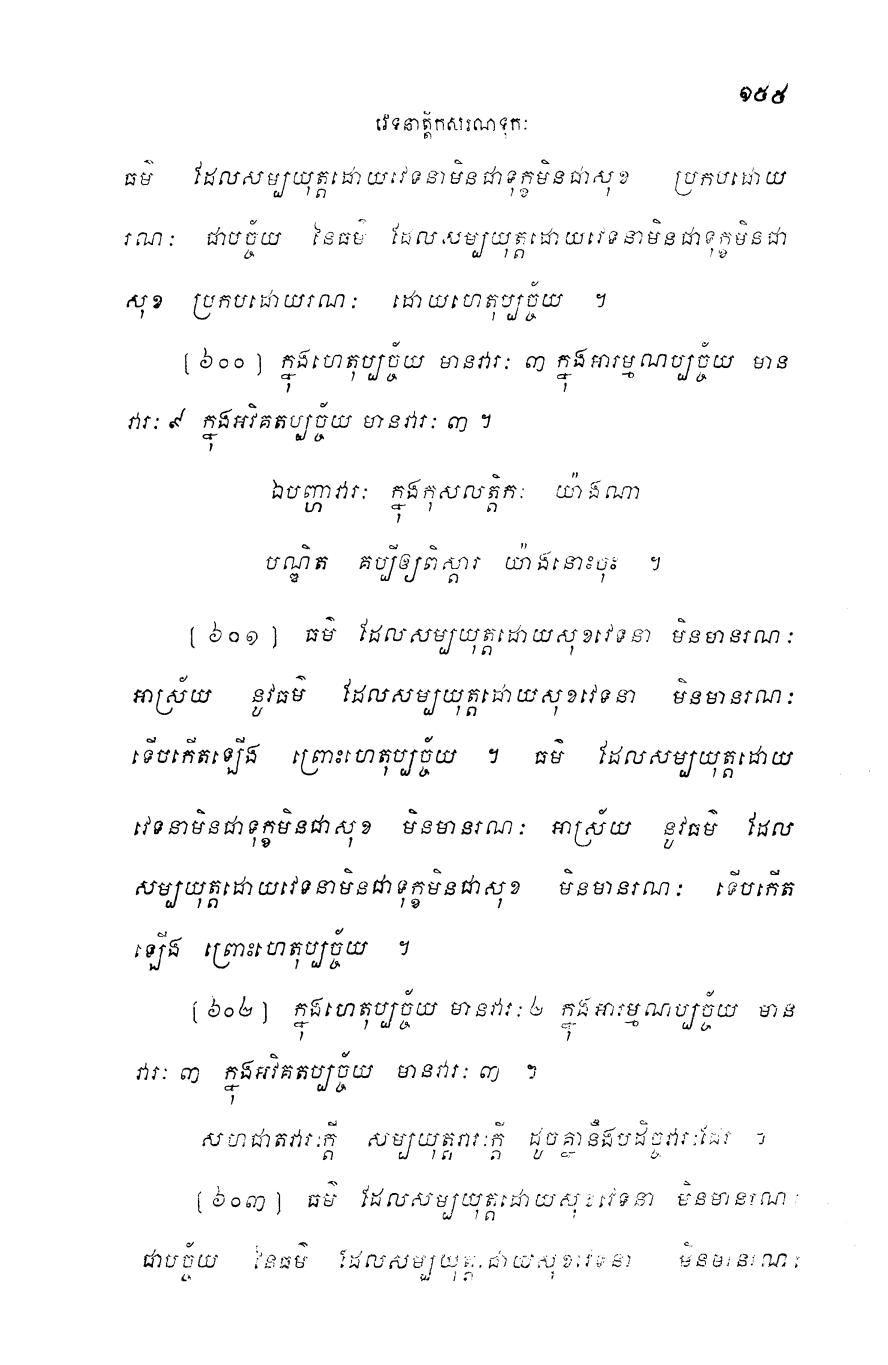 ១៥៥
វេទនាត្តិកសរណទុកៈ
ធម៌ ដែលសម្បយុត្តដោយវេទនាមិនជាទុក្ខមិនជាសុខ ប្រកបដោយ
រណៈ ជាបច្ច័យ នៃធម៌ ដែលសម្បយុត្តដោយវេទនាមិនជាទុក្ខមិនជា
សុខ ប្រកបដោយរណៈ ដោយហេតុប្បច្ច័យ ។
[៦០០] ក្នុងហេតុប្បច្ច័យ មានវារៈ ៣ ក្នុងអារម្មណប្បច្ច័យ មាន
វារៈ ៩ ក្នុងអវិគតប្បច្ច័យ មានវារៈ ៣ ។
ឯបញ្ហាវារៈ ក្នុងកុសលត្តិកៈ យ៉ាងណា
បណ្ឌិត គប្បីឲ្យពិស្តារ យ៉ាងនោះចុះ ។
[៦០១] ធម៌ ដែលសម្បយុត្តដោយសុខវេទនា មិនមានរណៈ
អាស្រ័យ នូវធម៌ ដែលសម្បយុត្តដោយសុខវេទនា មិនមានរណៈ
ទើបកើតឡើង ព្រោះហេតុប្បច្ច័យ ។ ធម៌ ដែលសម្បយុត្តដោយ
វេទនាមិនជាទុក្ខមិនជាសុខ មិនមានរណៈ អាស្រ័យ នូវធម៌ ដែល
សម្បយុត្តដោយវេទនាមិនជាទុក្ខមិនជាសុខ មិនមានរណៈ ទើបកើត
ឡើង ព្រោះហេតុប្បច្ច័យ ។
[៦០២] ក្នុងហេតុប្បច្ច័យ មានវារៈ ២ ក្នុងអារម្មណប្បច្ច័យ មាន
វារៈ ៣ ក្នុងអវិគតប្បច្ច័យ មានវារៈ ៣ ។
សហជាតវារៈក្តី សម្បយុត្តវារៈក្តី ដូចគ្នានឹងបដិច្ចវារៈដែរ ។
[៦០៣] ធម៌ ដែលសម្បយុត្តដោយសុខវេទនា មិនមានរណៈ
ជាបច្ច័យ នៃធម៌ ដែលសម្បយុត្តដោយសុខវេទនា មិនមានរណៈ